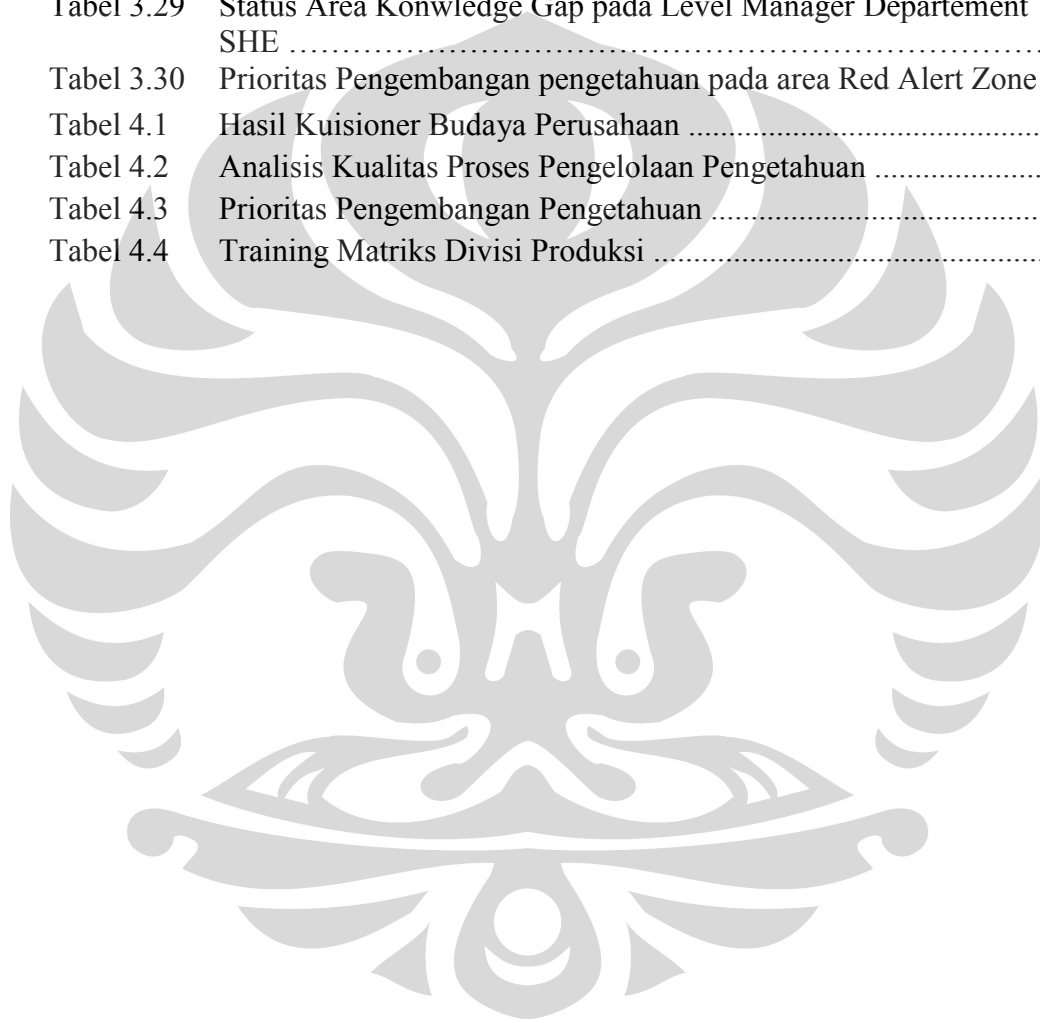 Tabel 3.29 Status Area Konwledge Gap pada Level Manager Departement
SHE ........................................................................
Tabel 3.30 Prioritas Pengembangan pengetahuan pada area Red Alert Zone
Tabel 4.1 Hasil Kuisioner Budaya Perusahaan ............................................
Tabel 4.2 Analisis Kualitas Proses Pengelolaan Pengetahuan .....................
Tabel 4.3 Prioritas Pengembangan Pengetahuan .........................................
Tabel 4.4 Training Matriks Divisi Produksi ................................................